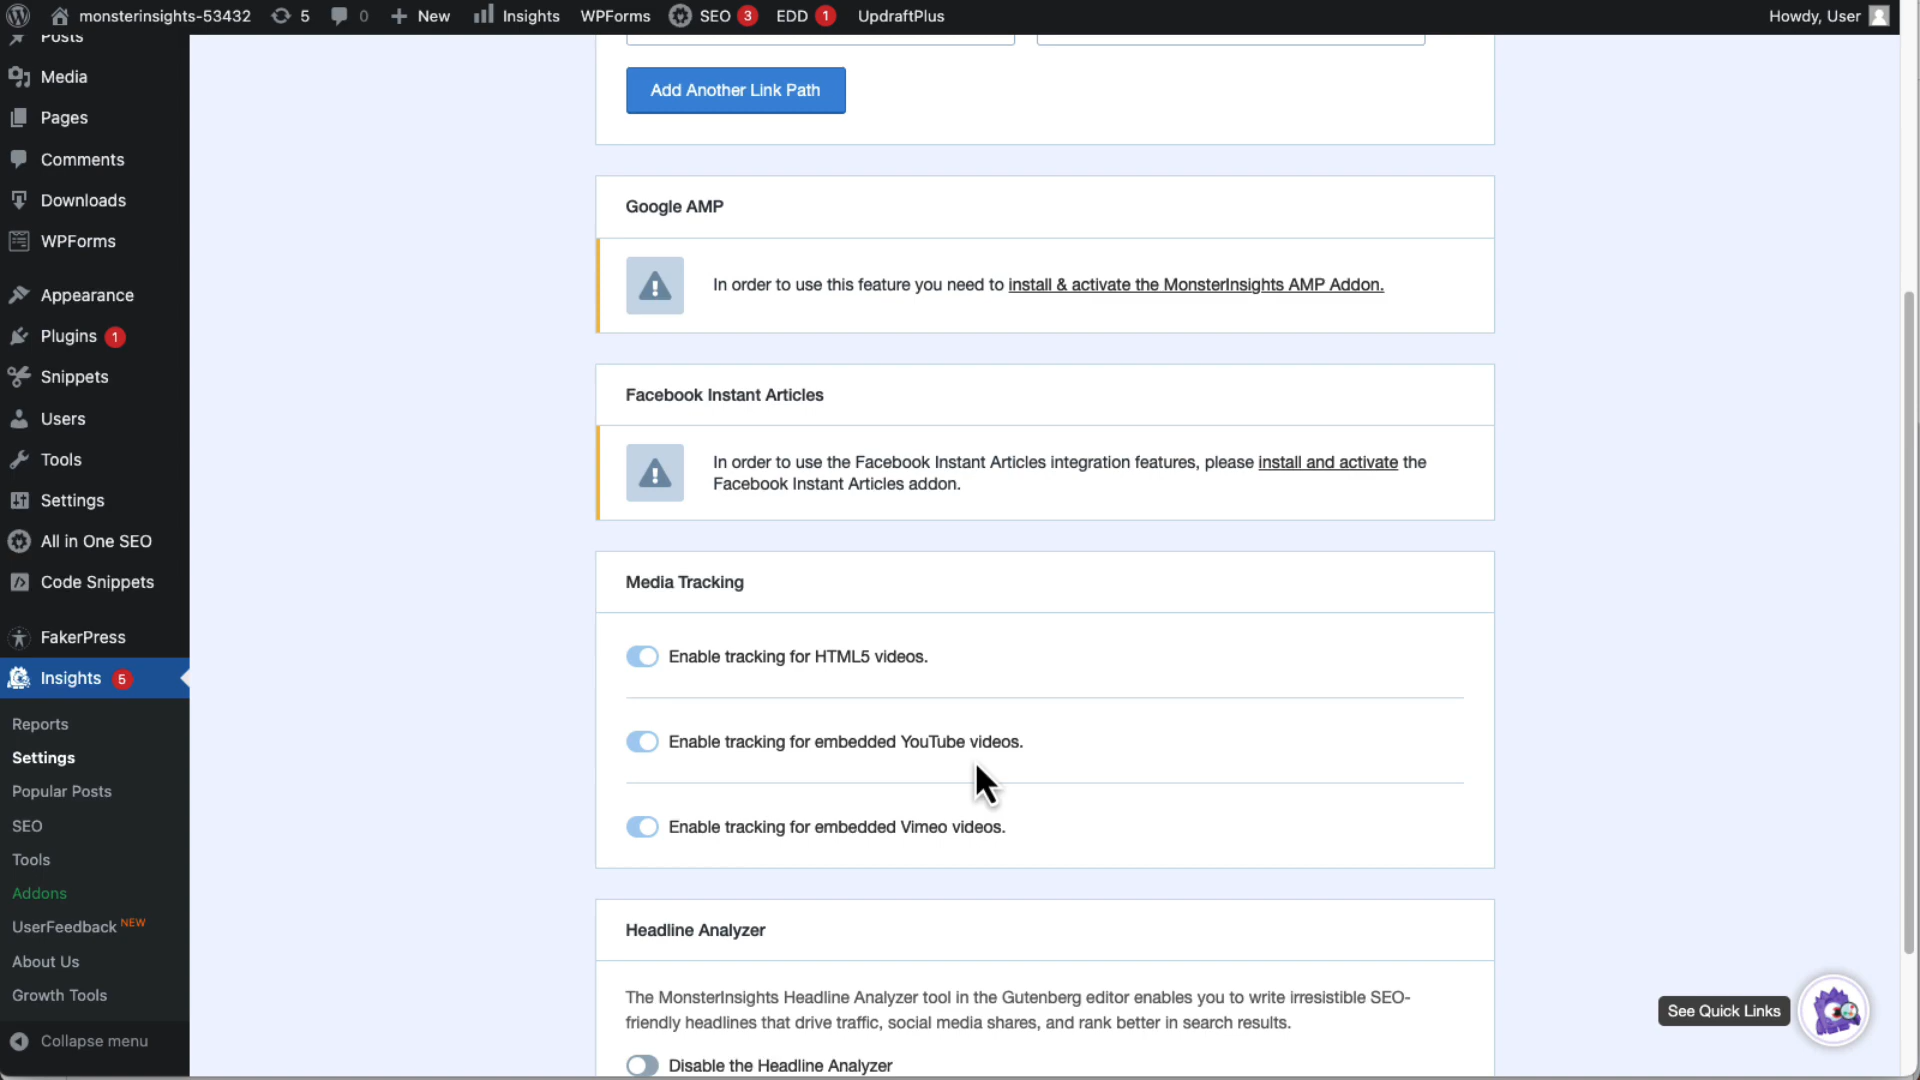 monsterinsights-53432
5
0
New
Insights
WPForms
SEO 3
EDD 1
UpdraftPlus
Howdy, User
Posts
Media
Pages
Comments
Downloads
WPForms
Appearance
Plugins 1
Snippets
Users
Tools
Settings
All in One SEO
Code Snippets
FakerPress
Insights 5
Reports
Settings
Popular Posts
SEO
Tools
Addons
UserFeedback NEW
About Us
Growth Tools
Collapse menu
Add Another Link Path
Google AMP
In order to use this feature you need to install & activate the MonsterInsights AMP Addon.
Facebook Instant Articles
In order to use the Facebook Instant Articles integration features, please install and activate the
Facebook Instant Articles addon.
Media Tracking
Enable tracking for HTML5 videos.
Enable tracking for embedded YouTube videos.
Enable tracking for embedded Vimeo videos.
Headline Analyzer
The MonsterInsights Headline Analyzer tool in the Gutenberg editor enables you to write irresistible SEO-
friendly headlines that drive traffic, social media shares, and rank better in search results.
Disable the Headline Analyzer
See Quick Links